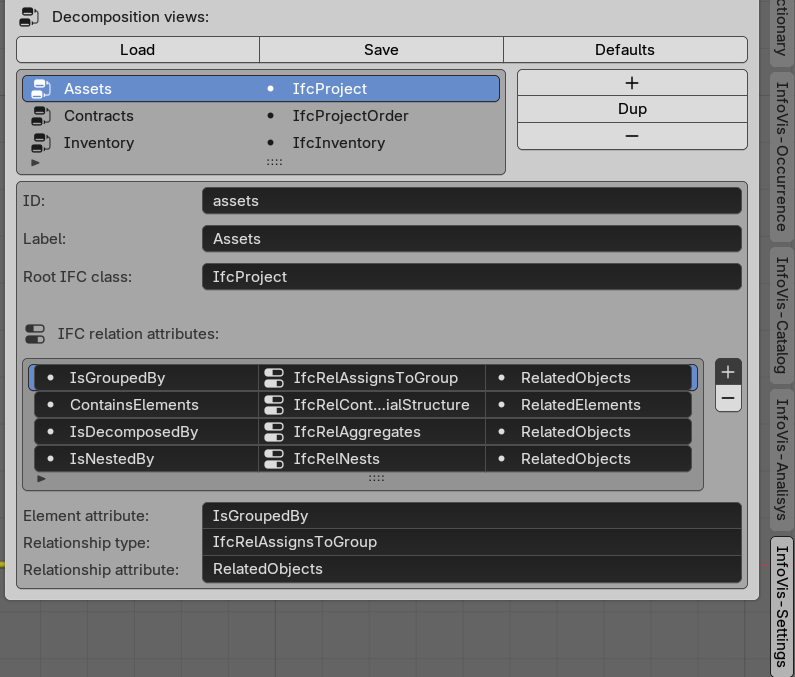 Decomposition views:
Load Save Defaults
Assets • IfcProject
Contracts • IfcProjectOrder
Inventory • IfcInventory
+
Dup
−
ID: assets
Label: Assets
Root IFC class: IfcProject
IFC relation attributes:
• IsGroupedBy IfcRelAssignsToGroup • RelatedObjects
• ContainsElements IfcRelCont...ialStructure • RelatedElements
• IsDecomposedBy IfcRelAggregates • RelatedObjects
• IsNestedBy IfcRelNests • RelatedObjects
+
−
Element attribute: IsGroupedBy
Relationship type: IfcRelAssignsToGroup
Relationship attribute: RelatedObjects
ctionary
InfoVis-Occurrence
InfoVis-Catalog
InfoVis-Analisys
InfoVis-Settings